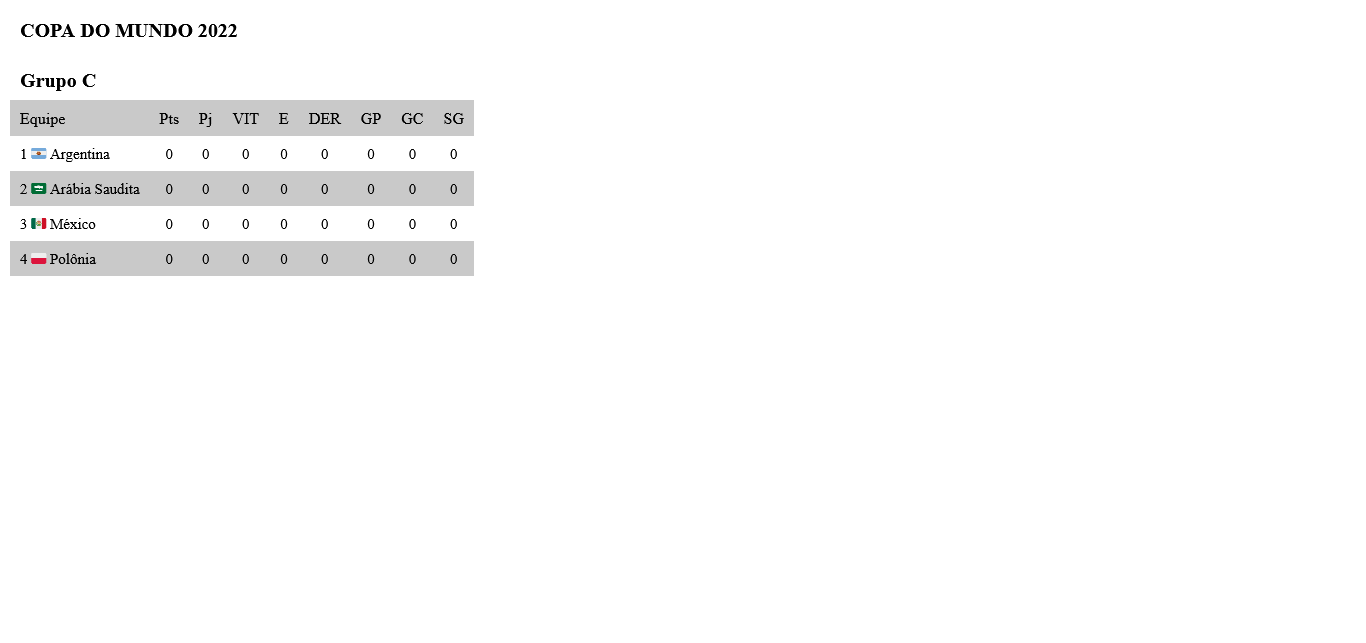 COPA DO MUNDO 2022
Grupo C
Equipe Pts Pj VIT E DER GP GC SG
1 Argentina 0 0 0 0 0 0 0 0
2 Arábia Saudita 0 0 0 0 0 0 0 0
3 México 0 0 0 0 0 0 0 0
4 Polônia 0 0 0 0 0 0 0 0